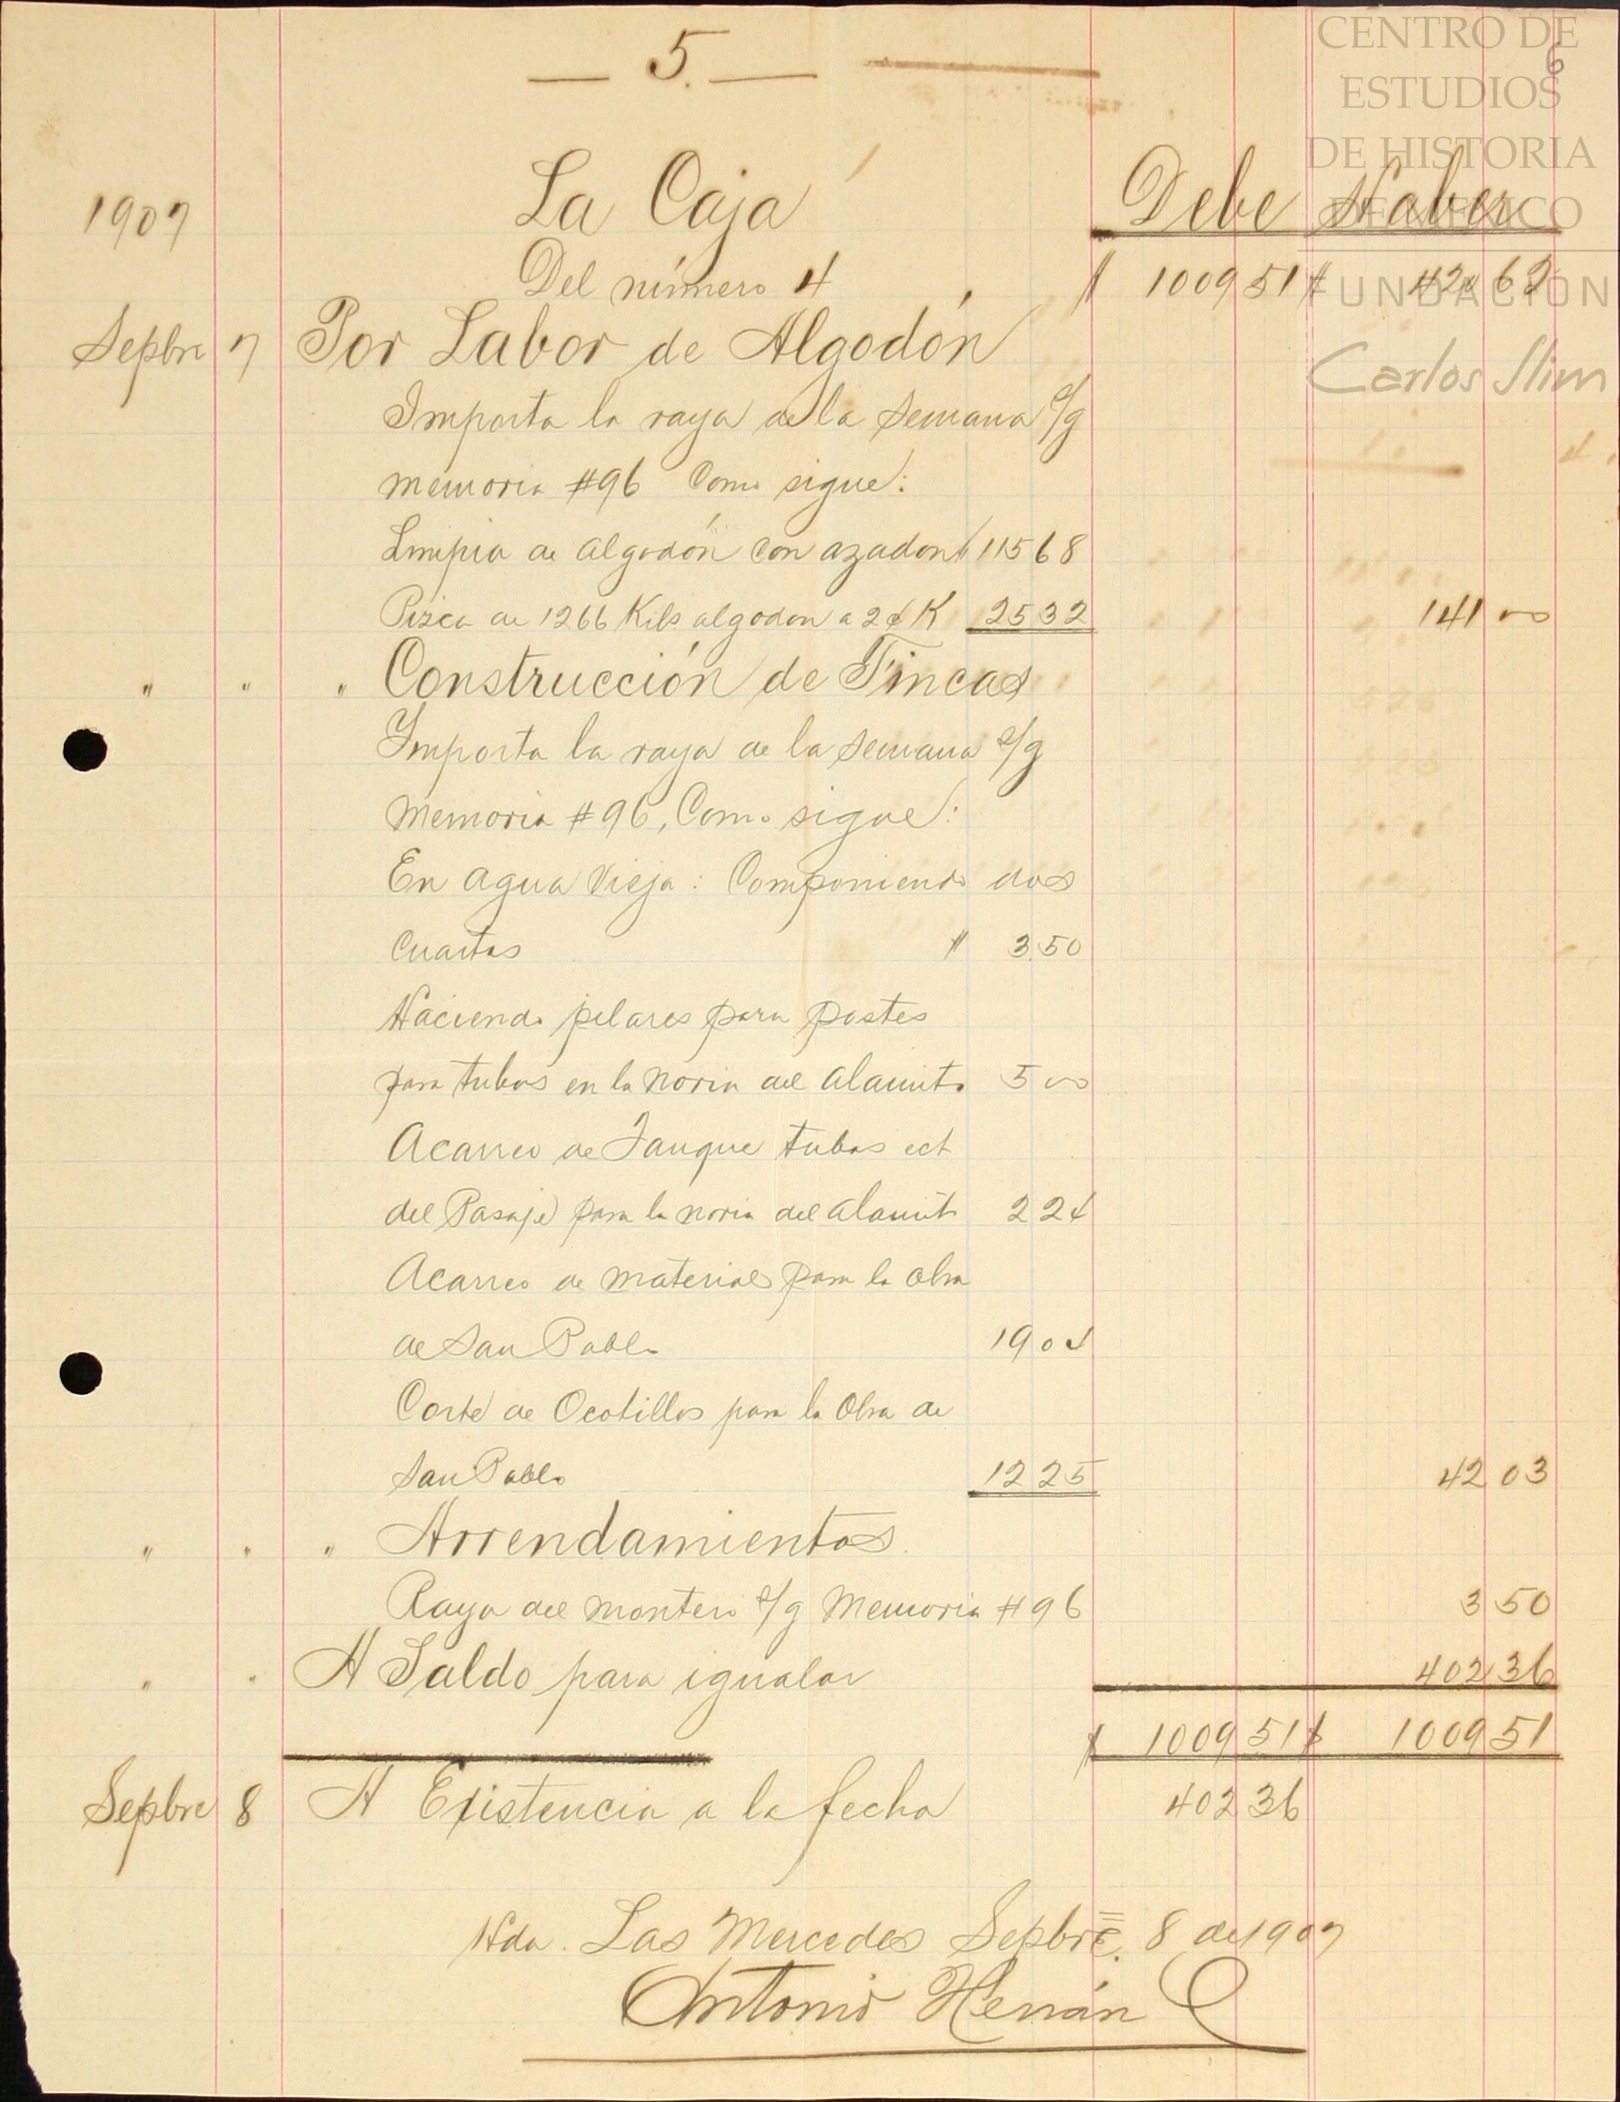 — 5. —
6
CENTRO DE
ESTUDIOS
DE HISTORIA
DE MÉXICO
FUNDACIÓN
Carlos Slim
1907 La Caja Debe Haber
Del número 4 $ 1009 51 $ 420 62
Sepbre 7 Por Labor de Algodón
Importa la raya de la Semana s/g
memoria #96 Como sigue:
Limpia de algodón con azadon $ 115 68
Pizca de 1266 Kils algodon a 2¢ K 25 32 141 00
" " " Construcción de Fincas
Importa la raya de la Semana s/g
Memoria #96, Como sigue:
En Agua Vieja: Componiendo dos
Cuartos $ 3.50
Haciendo pilares para postes
para tubos en la noria del alamito 5 00
Acarreo de Tanque tubos ect
del Pasaje para la noria del alamito 2 24
Acarreo de material para la obra
de San Pablo 19 04
Corte de Ocotillos para la Obra de
San Pablo 12 25 42 03
" " " Arrendamientos.
Raya del montero s/g Memoria #96 3 50
" " A Saldo para igualar 402 36
$ 1009 51 $ 1009 51
Sepbre 8 A Existencia a la fecha 402 36
Hda. Las Mercedes Sepbre. 8 de 1907
Antonio Herrán